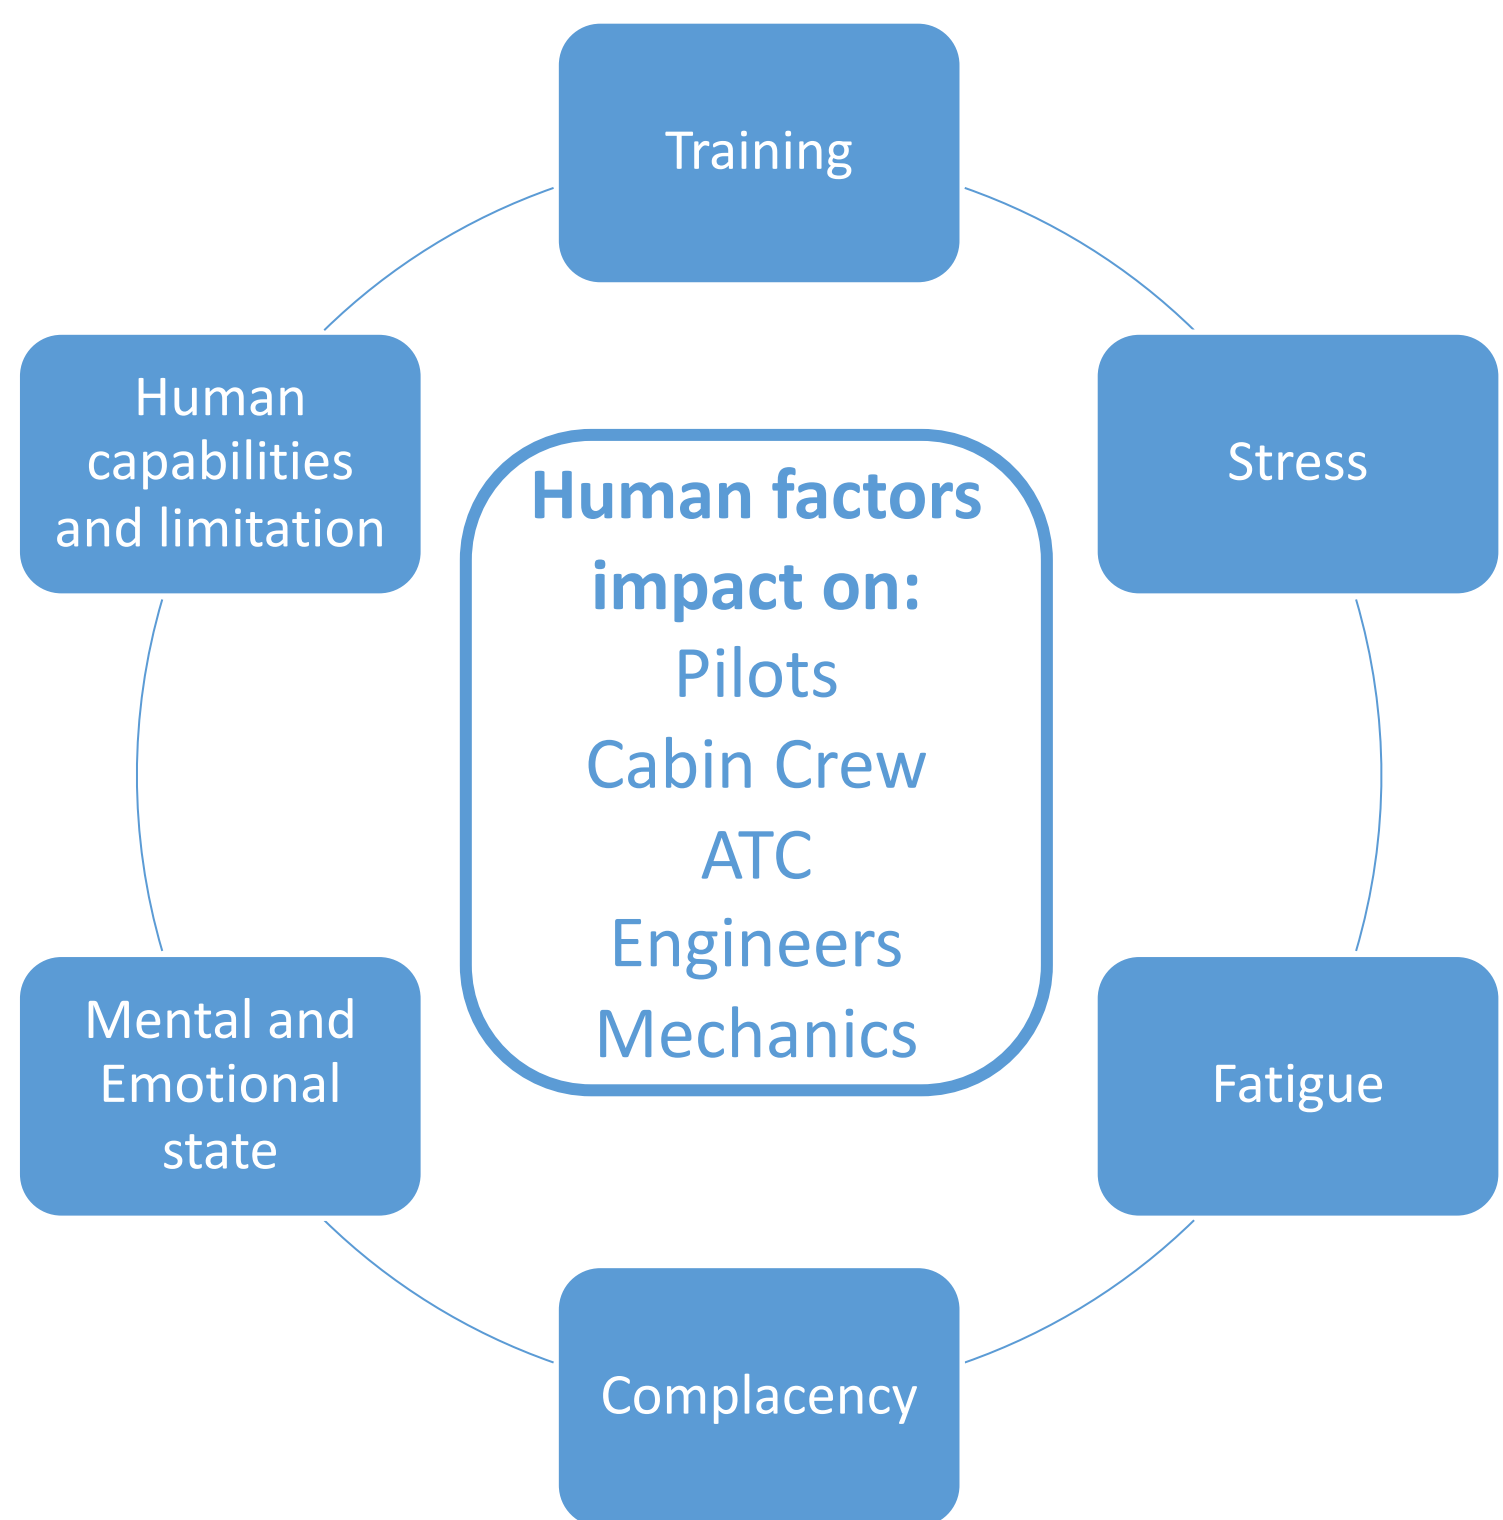 Training
Human
capabilities
and limitation
Stress
Human factors
impact on:
Pilots
Cabin Crew
ATC
Engineers
Mechanics
Mental and
Emotional
state
Fatigue
Complacency